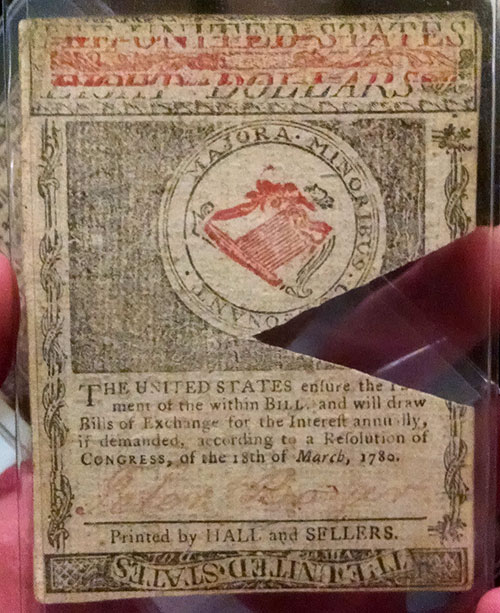 UNITED STATES
EIGHT DOLLARS
MAJORA · MINORIBUS · C ONANT ·
THE UNITED STATES enſure the
ment of the within BILL, and will draw
Bills of Exchange for the Intereſt annually,
if demanded, according to a Reſolution of
CONGRESS, of the 18th of March, 1780.
Printed by HALL and SELLERS.
THE·UNITED·STATES